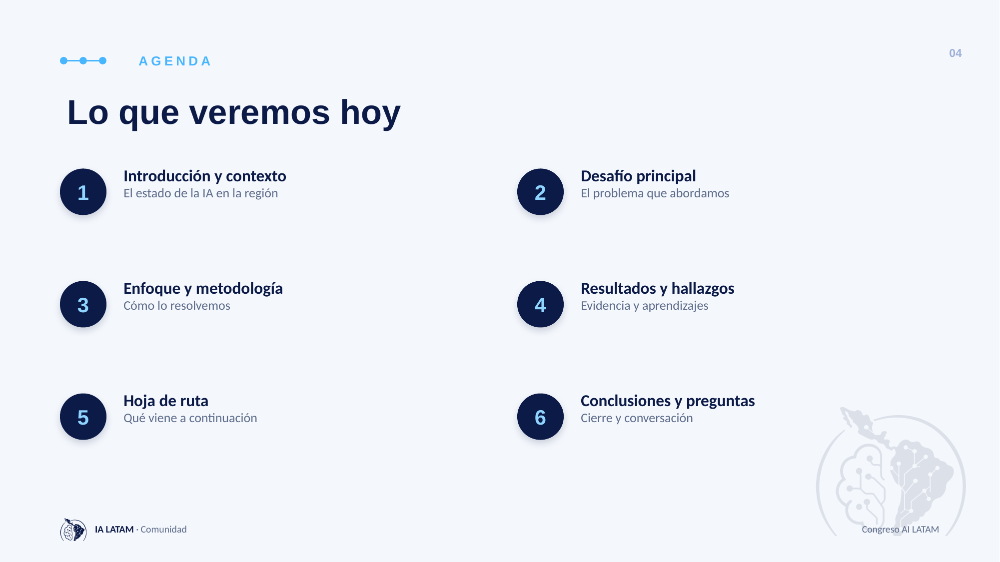 AGENDA
04
Lo que veremos hoy
1
Introducción y contexto
El estado de la IA en la región
2
Desafío principal
El problema que abordamos
3
Enfoque y metodología
Cómo lo resolvemos
4
Resultados y hallazgos
Evidencia y aprendizajes
5
Hoja de ruta
Qué viene a continuación
6
Conclusiones y preguntas
Cierre y conversación
IA LATAM · Comunidad
Congreso AI LATAM